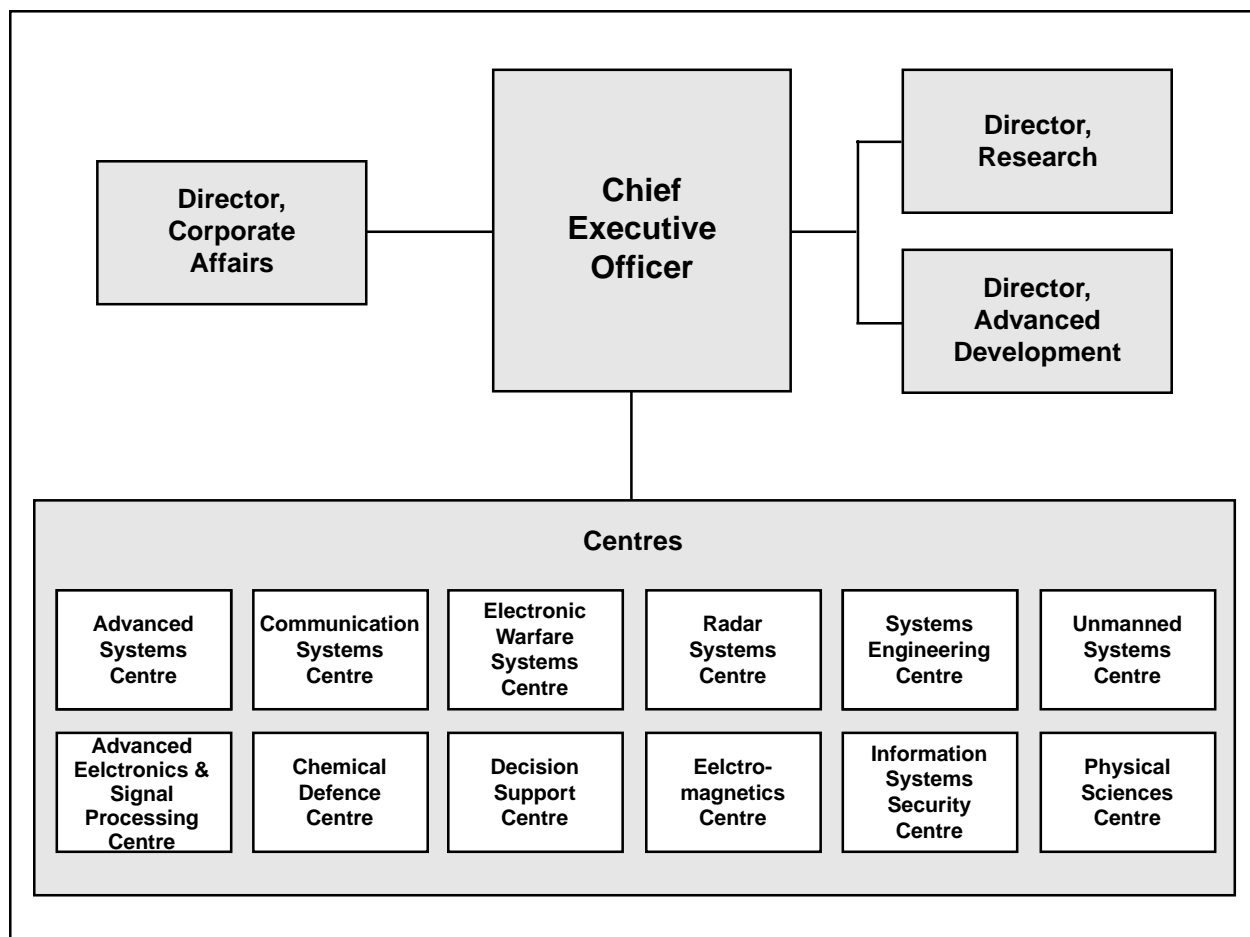 Chief
Executive
Officer
Director,
Corporate
Affairs
Director,
Research
Director,
Advanced
Development
Centres
Advanced
Systems
Centre
Communication
Systems
Centre
Electronic
Warfare
Systems
Centre
Radar
Systems
Centre
Systems
Engineering
Centre
Unmanned
Systems
Centre
Advanced
Eelctronics &
Signal
Processing
Centre
Chemical
Defence
Centre
Decision
Support
Centre
Eelctro-
magnetics
Centre
Information
Systems
Security
Centre
Physical
Sciences
Centre